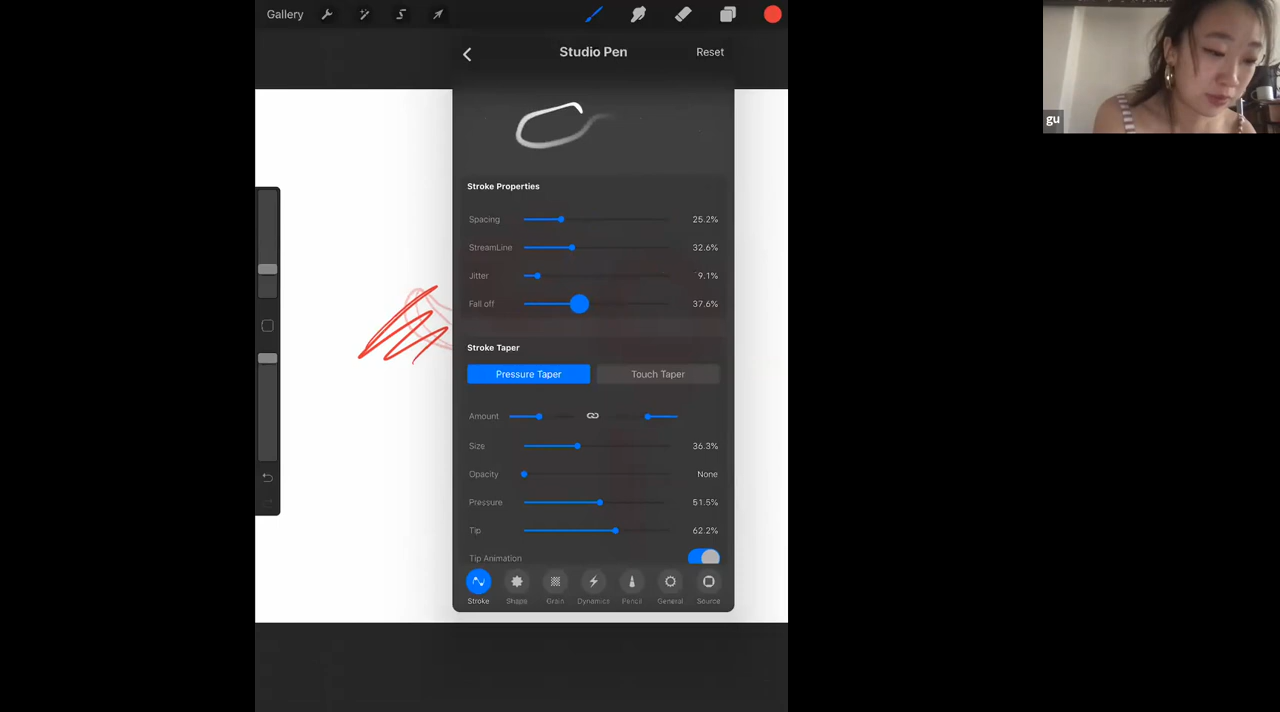 Gallery
Studio Pen
Reset
gu
Stroke Properties
Spacing 25.2%
StreamLine 32.6%
Jitter 9.1%
Fall off 37.6%
Stroke Taper
Pressure Taper Touch Taper
Amount
Size 36.3%
Opacity None
Pressure 51.5%
Tip 62.2%
Tip Animation
Stroke Shape Grain Dynamics Pencil General Source